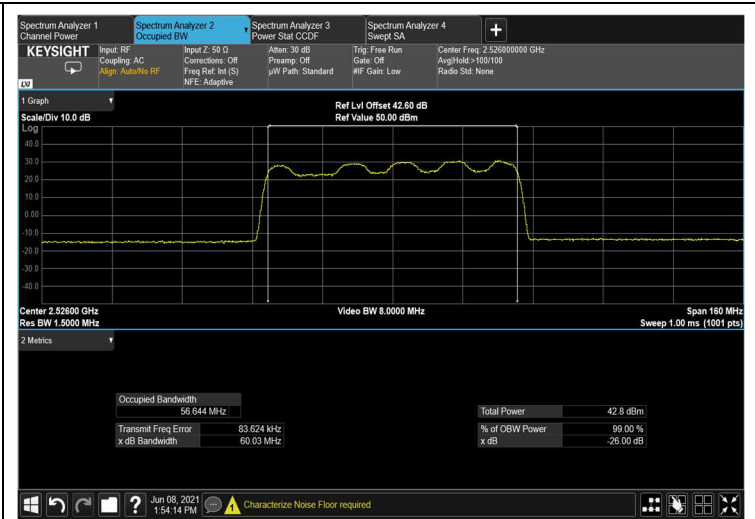 Spectrum Analyzer 1
Channel Power
Spectrum Analyzer 2
Occupied BW
Spectrum Analyzer 3
Power Stat CCDF
Spectrum Analyzer 4
Swept SA
KEYSIGHT
LXI
Input: RF
Coupling: AC
Align: Auto/No RF
Input Z: 50 Ω
Corrections: Off
Freq Ref: Int (S)
NFE: Adaptive
Atten: 30 dB
Preamp: Off
µW Path: Standard
Trig: Free Run
Gate: Off
#IF Gain: Low
Center Freq: 2.526000000 GHz
Avg|Hold:>100/100
Radio Std: None
1 Graph
Scale/Div 10.0 dB
Ref Lvl Offset 42.60 dB
Ref Value 50.00 dBm
Log
40.0
30.0
20.0
10.0
0.00
-10.0
-20.0
-30.0
-40.0
Center 2.52600 GHz
Res BW 1.5000 MHz
Video BW 8.0000 MHz
Span 160 MHz
Sweep 1.00 ms (1001 pts)
2 Metrics
Occupied Bandwidth
56.644 MHz
Transmit Freq Error 83.624 kHz
x dB Bandwidth 60.03 MHz
Total Power 42.8 dBm
% of OBW Power 99.00 %
x dB -26.00 dB
Jun 08, 2021
1:54:14 PM
Characterize Noise Floor required